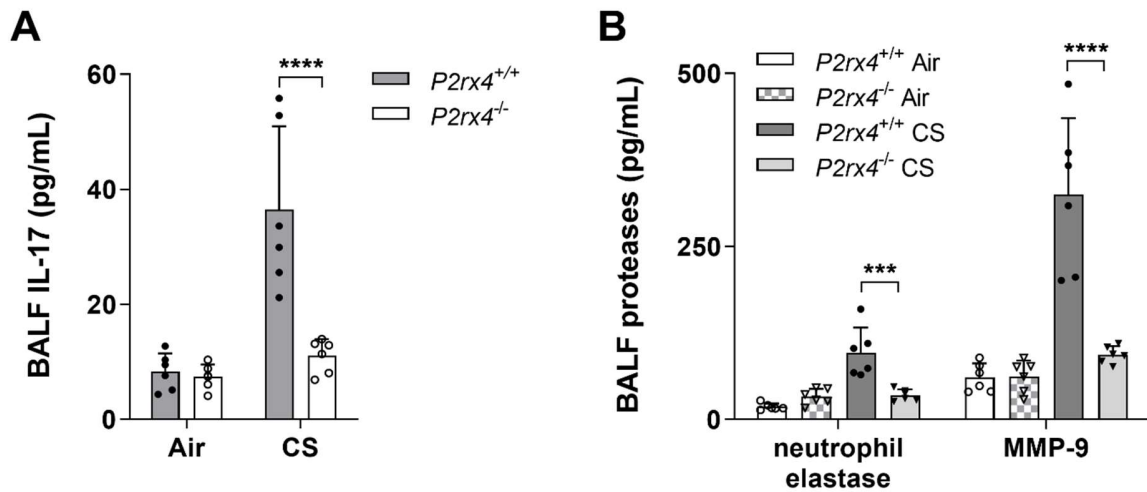 A
BALF IL-17 (pg/mL)
60
40
20
0
****
P2rx4+/+
P2rx4-/-
Air
CS
B
BALF proteases (pg/mL)
500
250
0
P2rx4+/+ Air
P2rx4-/- Air
P2rx4+/+ CS
P2rx4-/- CS
***
****
neutrophil
elastase
MMP-9